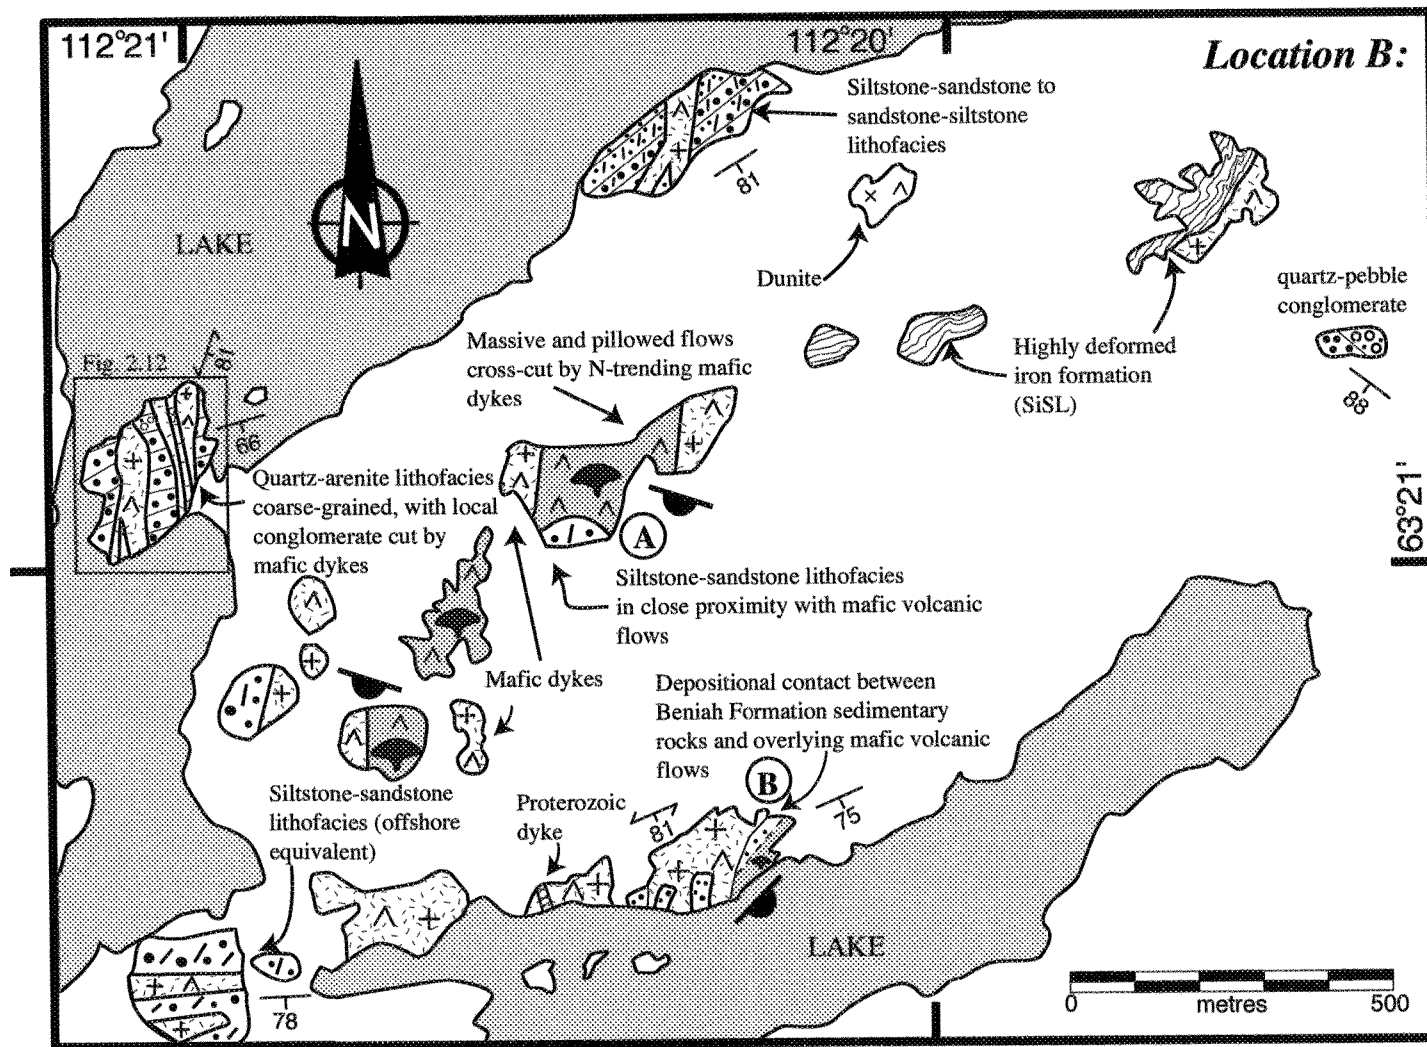 112°21'
112°20'
Location B:
Siltstone-sandstone to
sandstone-siltstone
lithofacies
81
LAKE
N
Dunite
quartz-pebble
conglomerate
Massive and pillowed flows
cross-cut by N-trending mafic
dykes
Highly deformed
iron formation
(SiSL)
88
Fig. 2.12
81
66
Quartz-arenite lithofacies
coarse-grained, with local
conglomerate cut by
mafic dykes
A
63°21'
Siltstone-sandstone lithofacies
in close proximity with mafic volcanic
flows
Mafic dykes
Depositional contact between
Beniah Formation sedimentary
rocks and overlying mafic volcanic
flows
B
Siltstone-sandstone
lithofacies (offshore
equivalent)
Proterozoic
dyke
81
75
LAKE
78
0 metres 500